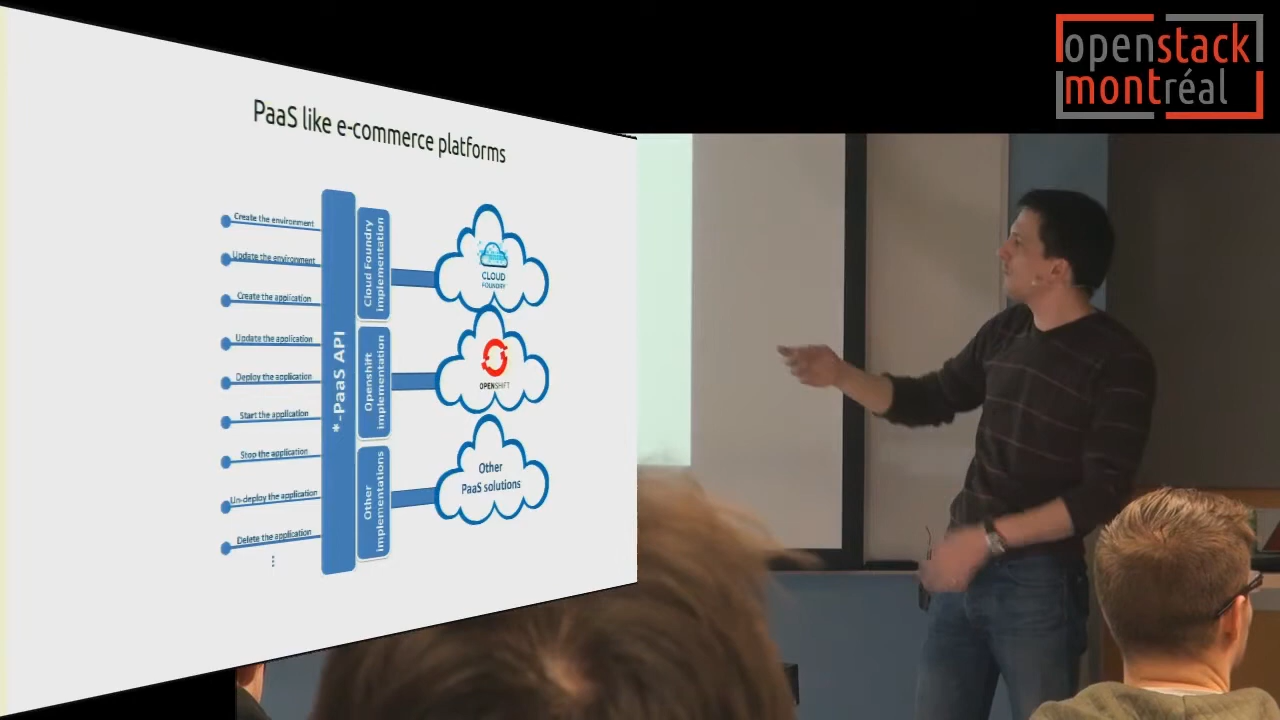 openstack
montréal
PaaS like e-commerce platforms
Create the environment
Update the environment
Create the application
Update the application
Deploy the application
Start the application
Stop the application
Un-deploy the application
Delete the application
⋮
*-PaaS API
Cloud Foundry
implementation
Openshift
implementation
Other
implementations
CLOUD
FOUNDRY
OPENSHIFT
Other
PaaS solutions